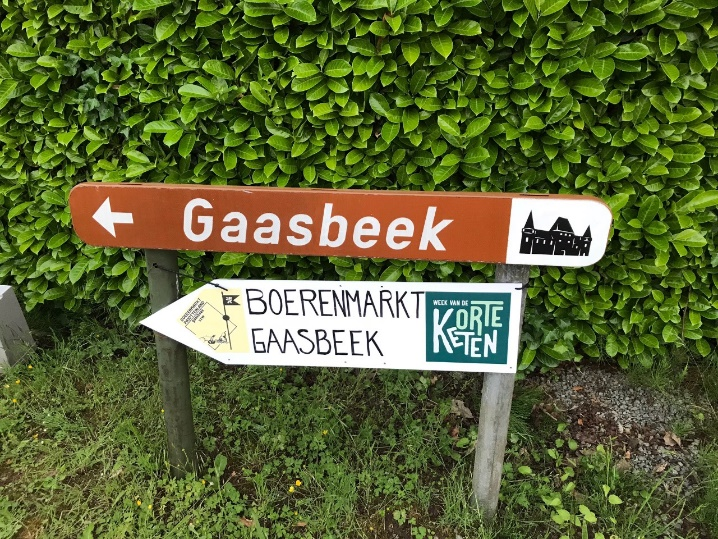 Gaasbeek
BOERENMARKT
GAASBEEK
WEEK VAN DE
KORTE
KETEN